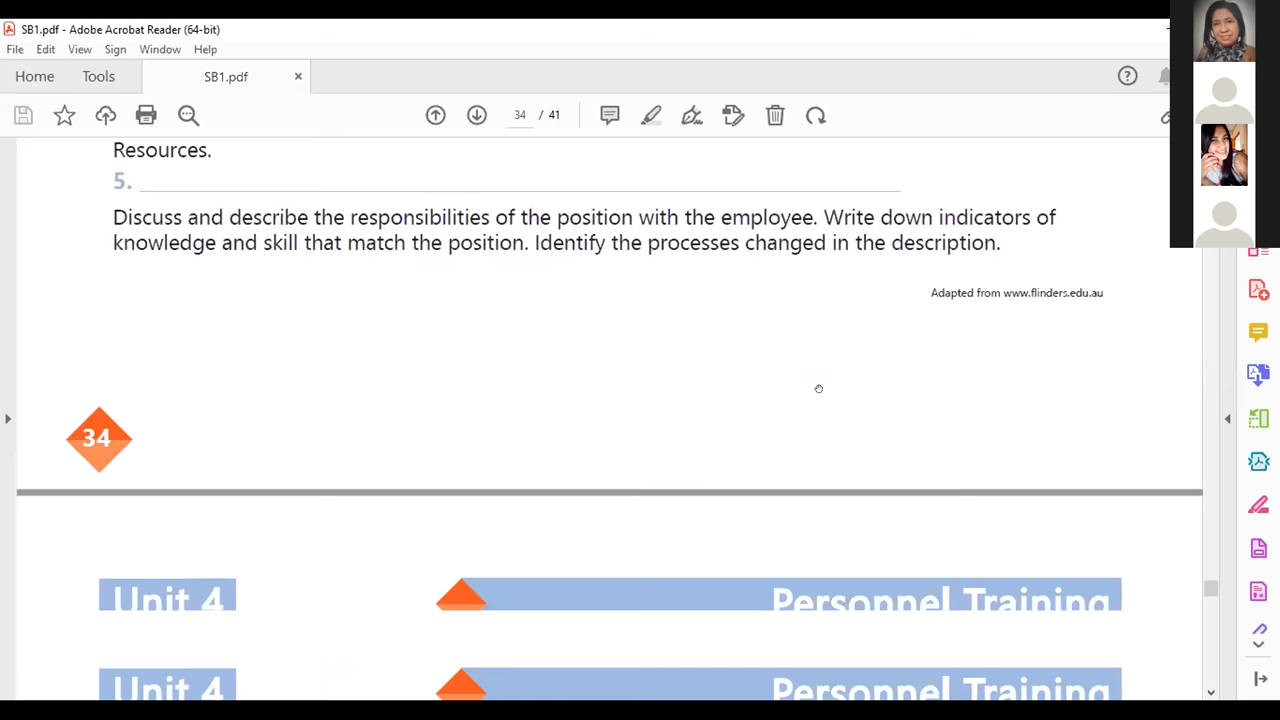 SB1.pdf - Adobe Acrobat Reader (64-bit)
File Edit View Sign Window Help
Home Tools SB1.pdf ×
34 / 41
Resources.
5.
Discuss and describe the responsibilities of the position with the employee. Write down indicators of
knowledge and skill that match the position. Identify the processes changed in the description.
Adapted from www.flinders.edu.au
34
Unit 4 Personnel Training
Unit 4 Personnel Training